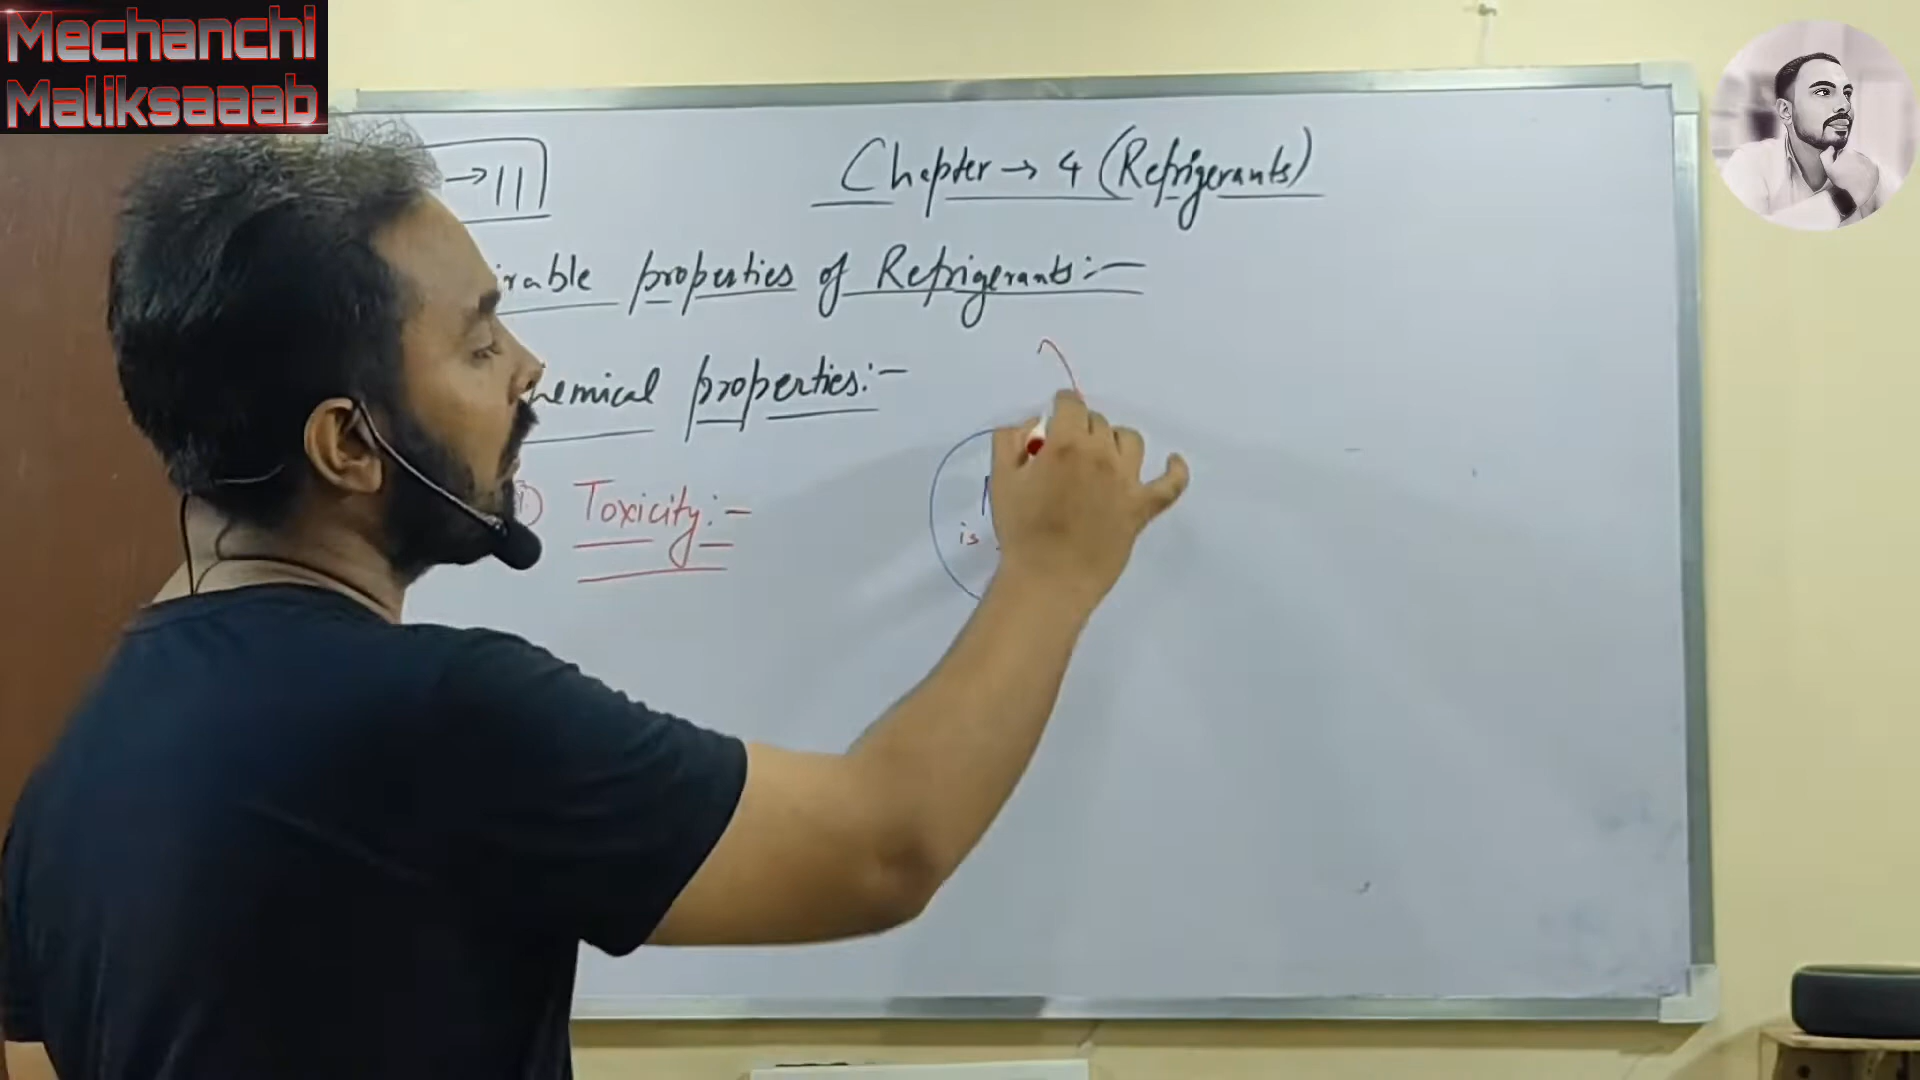 Mechanchi
Maliksaaab
→ 11
Chapter → 4 (Refrigerants)
properties of Refrigerants:-
properties:-
Toxicity:-
is